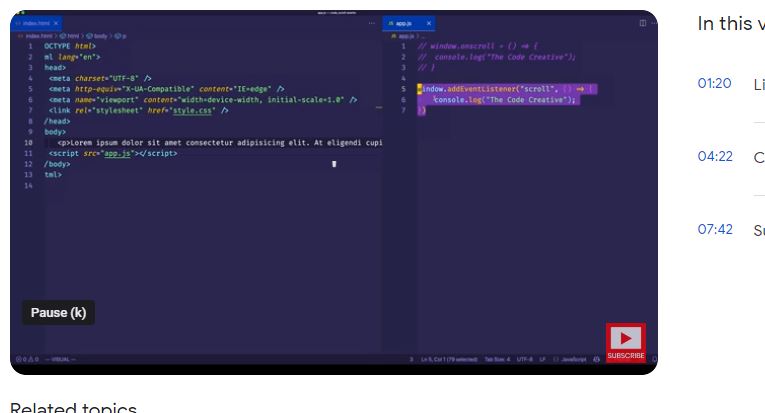 index.html ×
index.html > html > body > p
1 OCTYPE html>
2 ml lang="en">
3 head>
4 <meta charset="UTF-8" />
5 <meta http-equiv="X-UA-Compatible" content="IE=edge" />
6 <meta name="viewport" content="width=device-width, initial-scale=1.0" />
7 <link rel="stylesheet" href="style.css" />
8 /head>
9 body>
10 <p>Lorem ipsum dolor sit amet consectetur adipisicing elit. At eligendi cupi
11 <script src="app.js"></script>
12 /body>
13 tml>
14
app.js ×
app.js > ...
1 // window.onscroll = () => {
2 // console.log("The Code Creative");
3 // }
4
5 window.addEventListener("scroll", () => {
6 console.log("The Code Creative");
7 })
Pause (k)
SUBSCRIBE
0 0 -- VISUAL --
3 Ln 5, Col 1 (79 selected) Tab Size: 4 UTF-8 LF JavaScript
In this v
01:20 Li
04:22 C
07:42 Su
Related topics